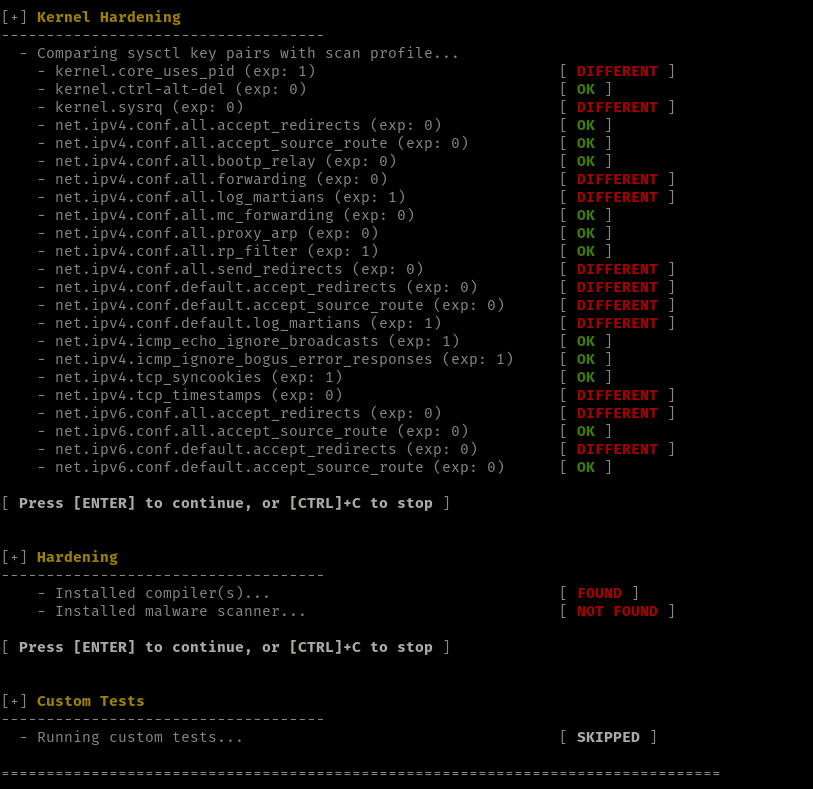 [+] Kernel Hardening
------------------------------------
  - Comparing sysctl key pairs with scan profile...
    - kernel.core_uses_pid (exp: 1)                           [ DIFFERENT ]
    - kernel.ctrl-alt-del (exp: 0)                            [ OK ]
    - kernel.sysrq (exp: 0)                                   [ DIFFERENT ]
    - net.ipv4.conf.all.accept_redirects (exp: 0)             [ OK ]
    - net.ipv4.conf.all.accept_source_route (exp: 0)          [ OK ]
    - net.ipv4.conf.all.bootp_relay (exp: 0)                  [ OK ]
    - net.ipv4.conf.all.forwarding (exp: 0)                   [ DIFFERENT ]
    - net.ipv4.conf.all.log_martians (exp: 1)                 [ DIFFERENT ]
    - net.ipv4.conf.all.mc_forwarding (exp: 0)                [ OK ]
    - net.ipv4.conf.all.proxy_arp (exp: 0)                    [ OK ]
    - net.ipv4.conf.all.rp_filter (exp: 1)                    [ OK ]
    - net.ipv4.conf.all.send_redirects (exp: 0)               [ DIFFERENT ]
    - net.ipv4.conf.default.accept_redirects (exp: 0)         [ DIFFERENT ]
    - net.ipv4.conf.default.accept_source_route (exp: 0)      [ DIFFERENT ]
    - net.ipv4.conf.default.log_martians (exp: 1)             [ DIFFERENT ]
    - net.ipv4.icmp_echo_ignore_broadcasts (exp: 1)           [ OK ]
    - net.ipv4.icmp_ignore_bogus_error_responses (exp: 1)     [ OK ]
    - net.ipv4.tcp_syncookies (exp: 1)                        [ OK ]
    - net.ipv4.tcp_timestamps (exp: 0)                        [ DIFFERENT ]
    - net.ipv6.conf.all.accept_redirects (exp: 0)             [ DIFFERENT ]
    - net.ipv6.conf.all.accept_source_route (exp: 0)          [ OK ]
    - net.ipv6.conf.default.accept_redirects (exp: 0)         [ DIFFERENT ]
    - net.ipv6.conf.default.accept_source_route (exp: 0)      [ OK ]
[ Press [ENTER] to continue, or [CTRL]+C to stop ]
[+] Hardening
------------------------------------
    - Installed compiler(s)...                                [ FOUND ]
    - Installed malware scanner...                            [ NOT FOUND ]
[ Press [ENTER] to continue, or [CTRL]+C to stop ]
[+] Custom Tests
------------------------------------
  - Running custom tests...                                   [ SKIPPED ]
================================================================================